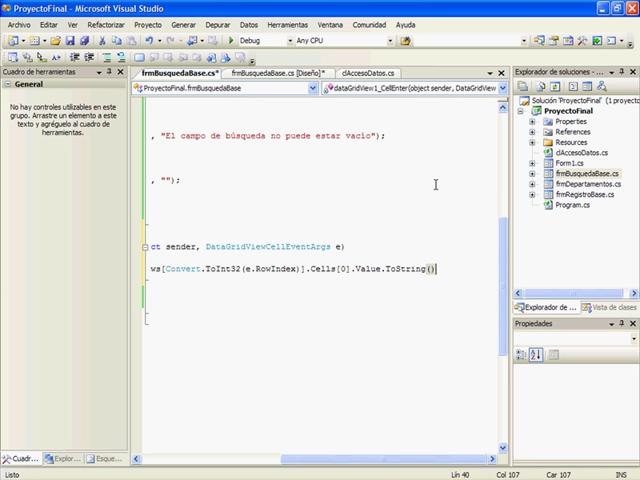 ProyectoFinal - Microsoft Visual Studio
Archivo Editar Ver Refactorizar Proyecto Generar Depurar Datos Herramientas Ventana Comunidad Ayuda
Debug Any CPU
Cuadro de herramientas
General
No hay controles utilizables en este
grupo. Arrastre un elemento a este
texto y agréguelo al cuadro de
herramientas.
Cuadr... Explor... Esque...
frmBusquedaBase.cs* frmBusquedaBase.cs [Diseño]* clAccesoDatos.cs
ProyectoFinal.frmBusquedaBase dataGridView1_CellEnter(object sender, DataGridView
, "El campo de búsqueda no puede estar vacío");
, "");
ct sender, DataGridViewCellEventArgs e)
ws[Convert.ToInt32(e.RowIndex)].Cells[0].Value.ToString()
Explorador de soluciones - ...
Solución 'ProyectoFinal' (1 proyecto
ProyectoFinal
Properties
References
Resources
clAccesoDatos.cs
Form1.cs
frmBusquedaBase.cs
frmDepartamentos.cs
frmRegistroBase.cs
Program.cs
Explorador de ... Vista de clases
Propiedades
Listo Lín 40 Col 107 Car 107 INS